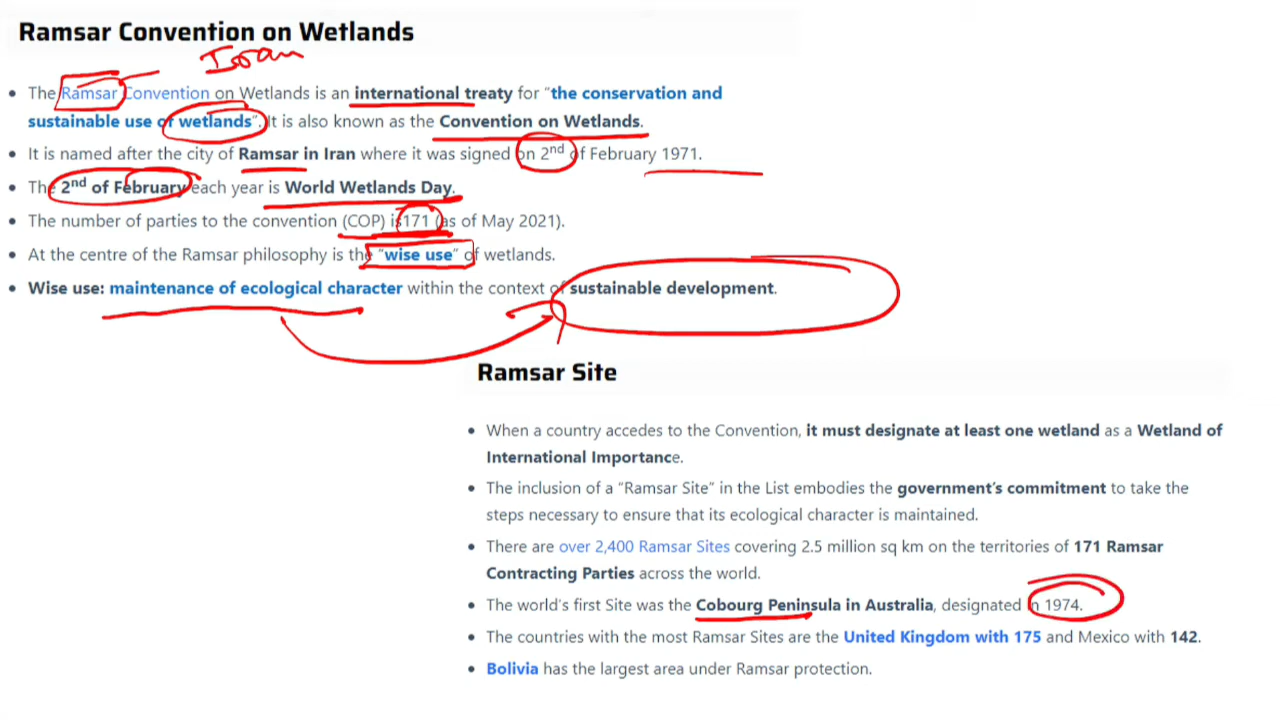 Ramsar Convention on Wetlands
Iran
• The Ramsar Convention on Wetlands is an international treaty for “the conservation and
sustainable use of wetlands”. It is also known as the Convention on Wetlands.
• It is named after the city of Ramsar in Iran where it was signed on 2nd of February 1971.
• The 2nd of February each year is World Wetlands Day.
• The number of parties to the convention (COP) is 171 (as of May 2021).
• At the centre of the Ramsar philosophy is the “wise use” of wetlands.
• Wise use: maintenance of ecological character within the context of sustainable development.
Ramsar Site
• When a country accedes to the Convention, it must designate at least one wetland as a Wetland of
International Importance.
• The inclusion of a “Ramsar Site” in the List embodies the government’s commitment to take the
steps necessary to ensure that its ecological character is maintained.
• There are over 2,400 Ramsar Sites covering 2.5 million sq km on the territories of 171 Ramsar
Contracting Parties across the world.
• The world’s first Site was the Cobourg Peninsula in Australia, designated in 1974.
• The countries with the most Ramsar Sites are the United Kingdom with 175 and Mexico with 142.
• Bolivia has the largest area under Ramsar protection.